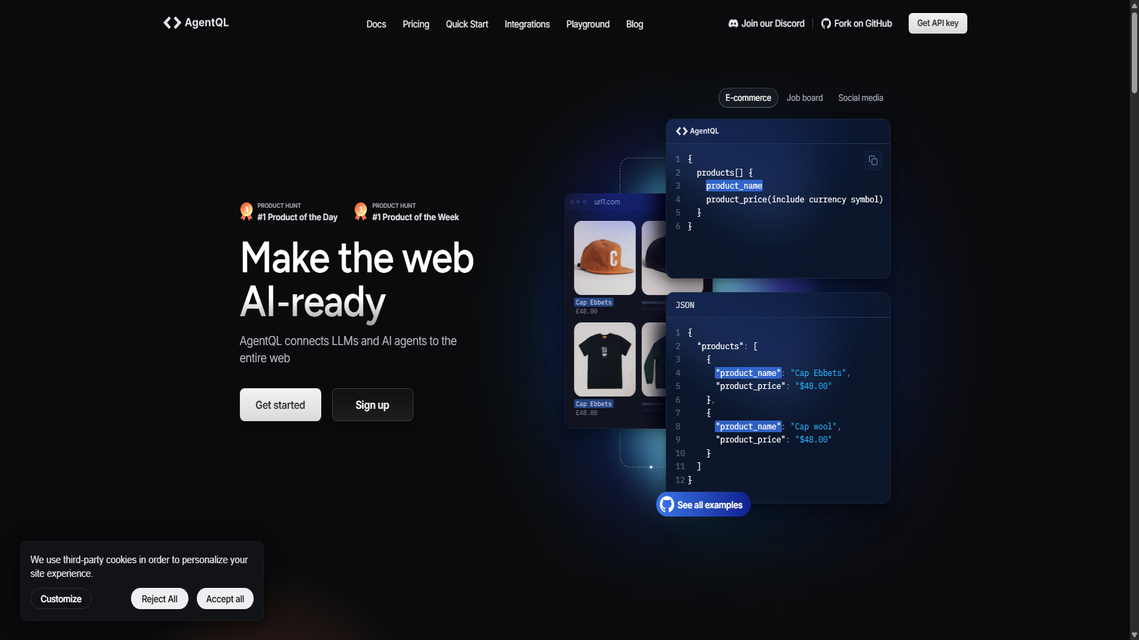 AgentQL
Docs
Pricing
Quick Start
Integrations
Playground
Blog
Join our Discord
Fork on GitHub
Get API key
PRODUCT HUNT
#1 Product of the Day
PRODUCT HUNT
#1 Product of the Week
Make the web
AI-ready
AgentQL connects LLMs and AI agents to the
entire web
Get started
Sign up
E-commerce
Job board
Social media
url1.com
C
Cap Ebbets
£48.00
Cap Ebbets
£48.00
AgentQL
1 {
2 products[] {
3 product_name
4 product_price(include currency symbol)
5 }
6 }
JSON
1 {
2 "products": [
3 {
4 "product_name": "Cap Ebbets",
5 "product_price": "$48.00"
6 },
7 {
8 "product_name": "Cap wool",
9 "product_price": "$48.00"
10 }
11 ]
12 }
See all examples
We use third-party cookies in order to personalize your
site experience.
Customize
Reject All
Accept all